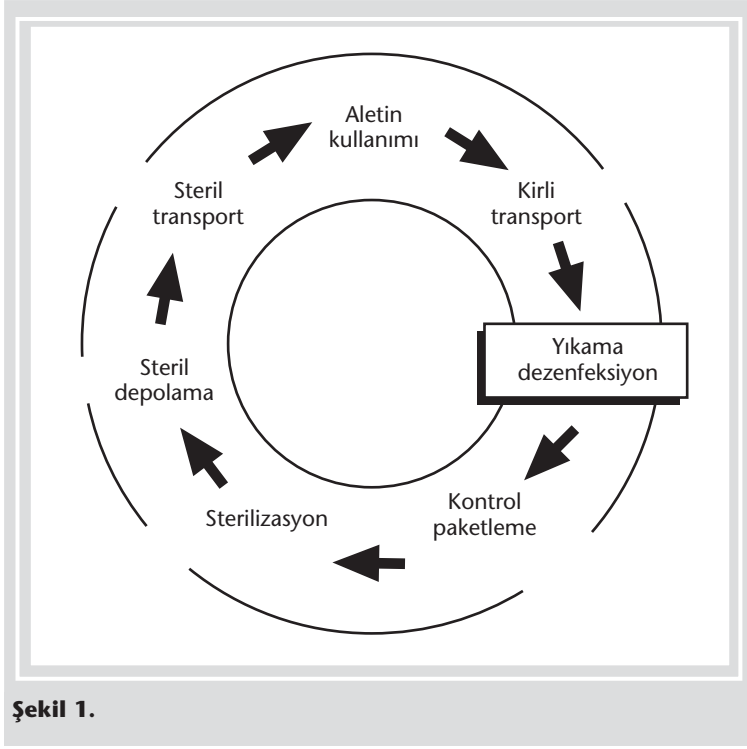 Aletin
kullanımı
Kirli
transport
Yıkama
dezenfeksiyon
Kontrol
paketleme
Sterilizasyon
Steril
depolama
Steril
transport
Şekil 1.